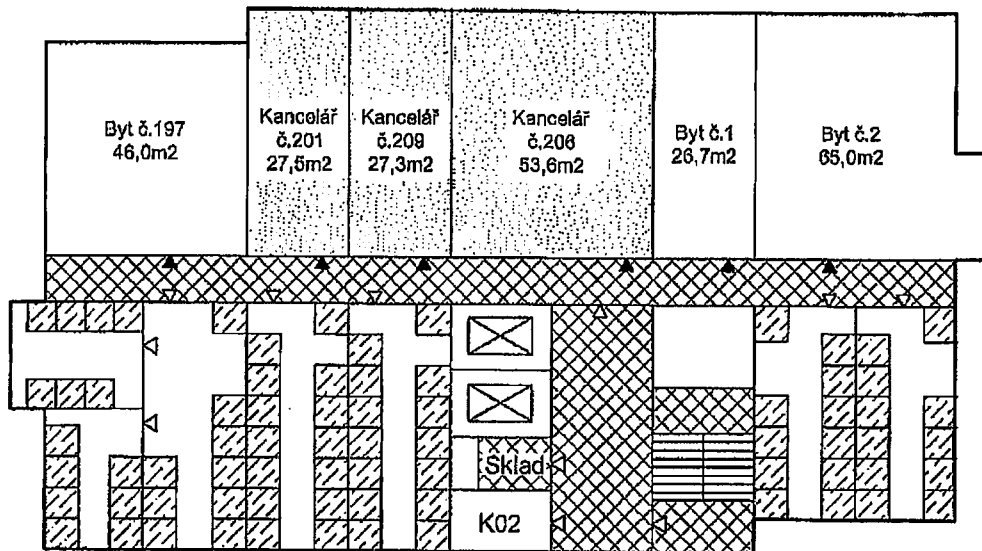 Byt č.197
46,0m2
Kancelář
č.201
27,5m2
Kancelář
č.209
27,3m2
Kancelář
č.206
53,6m2
Byt č.1
26,7m2
Byt č.2
65,0m2
Sklad
K02